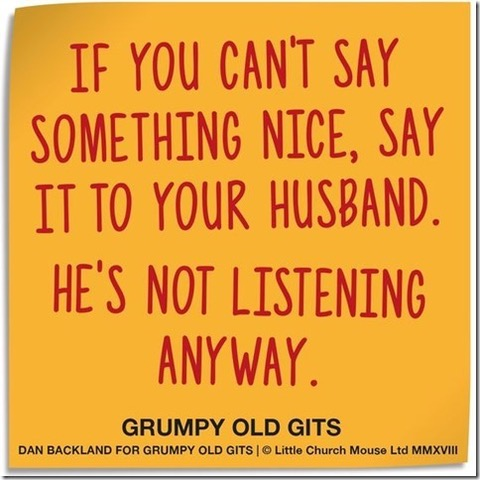 IF YOU CAN'T SAY
SOMETHING NICE, SAY
IT TO YOUR HUSBAND.
HE'S NOT LISTENING
ANYWAY.
GRUMPY OLD GITS
DAN BACKLAND FOR GRUMPY OLD GITS | © Little Church Mouse Ltd MMXVIII